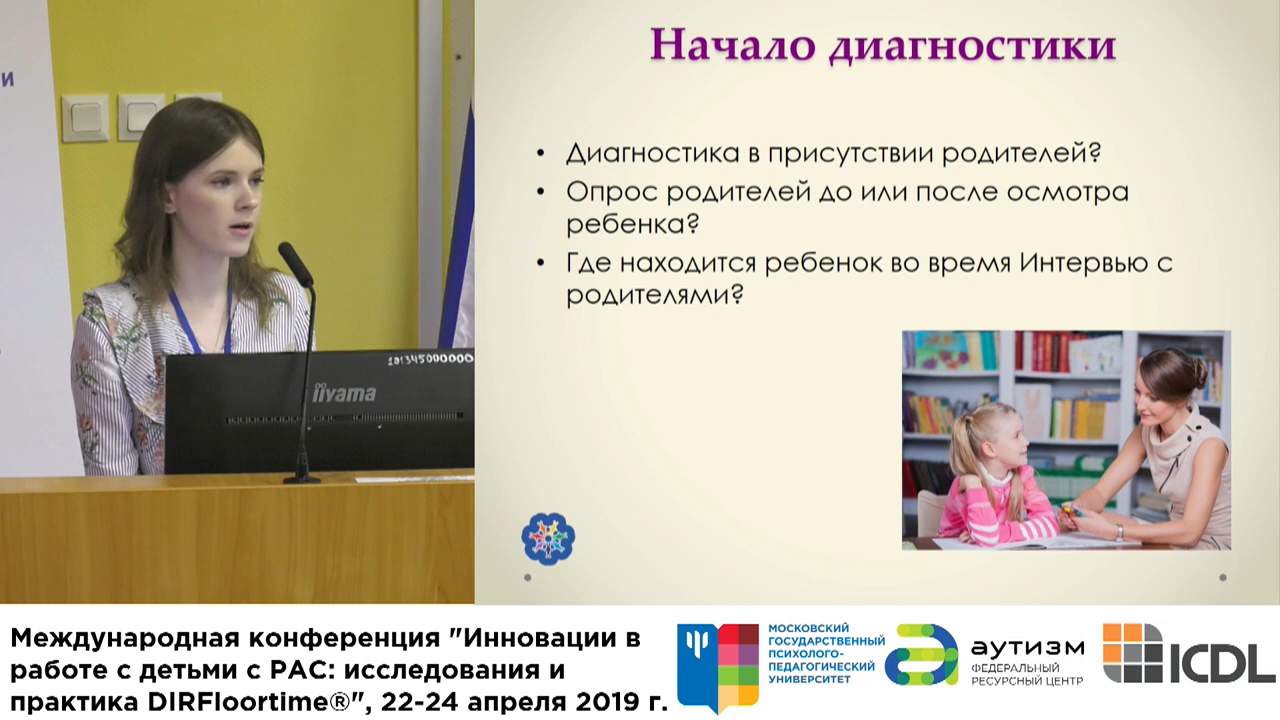 и
Начало диагностики
• Диагностика в присутствии родителей?
• Опрос родителей до или после осмотра
ребенка?
• Где находится ребенок во время Интервью с
родителями?
iiyama
Международная конференция "Инновации в
работе с детьми с РАС: исследования и
практика DIRFloortime®", 22-24 апреля 2019 г.
МОСКОВСКИЙ
ГОСУДАРСТВЕННЫЙ
ПСИХОЛОГО-
ПЕДАГОГИЧЕСКИЙ
УНИВЕРСИТЕТ
аутизм
ФЕДЕРАЛЬНЫЙ
РЕСУРСНЫЙ ЦЕНТР
ICDL